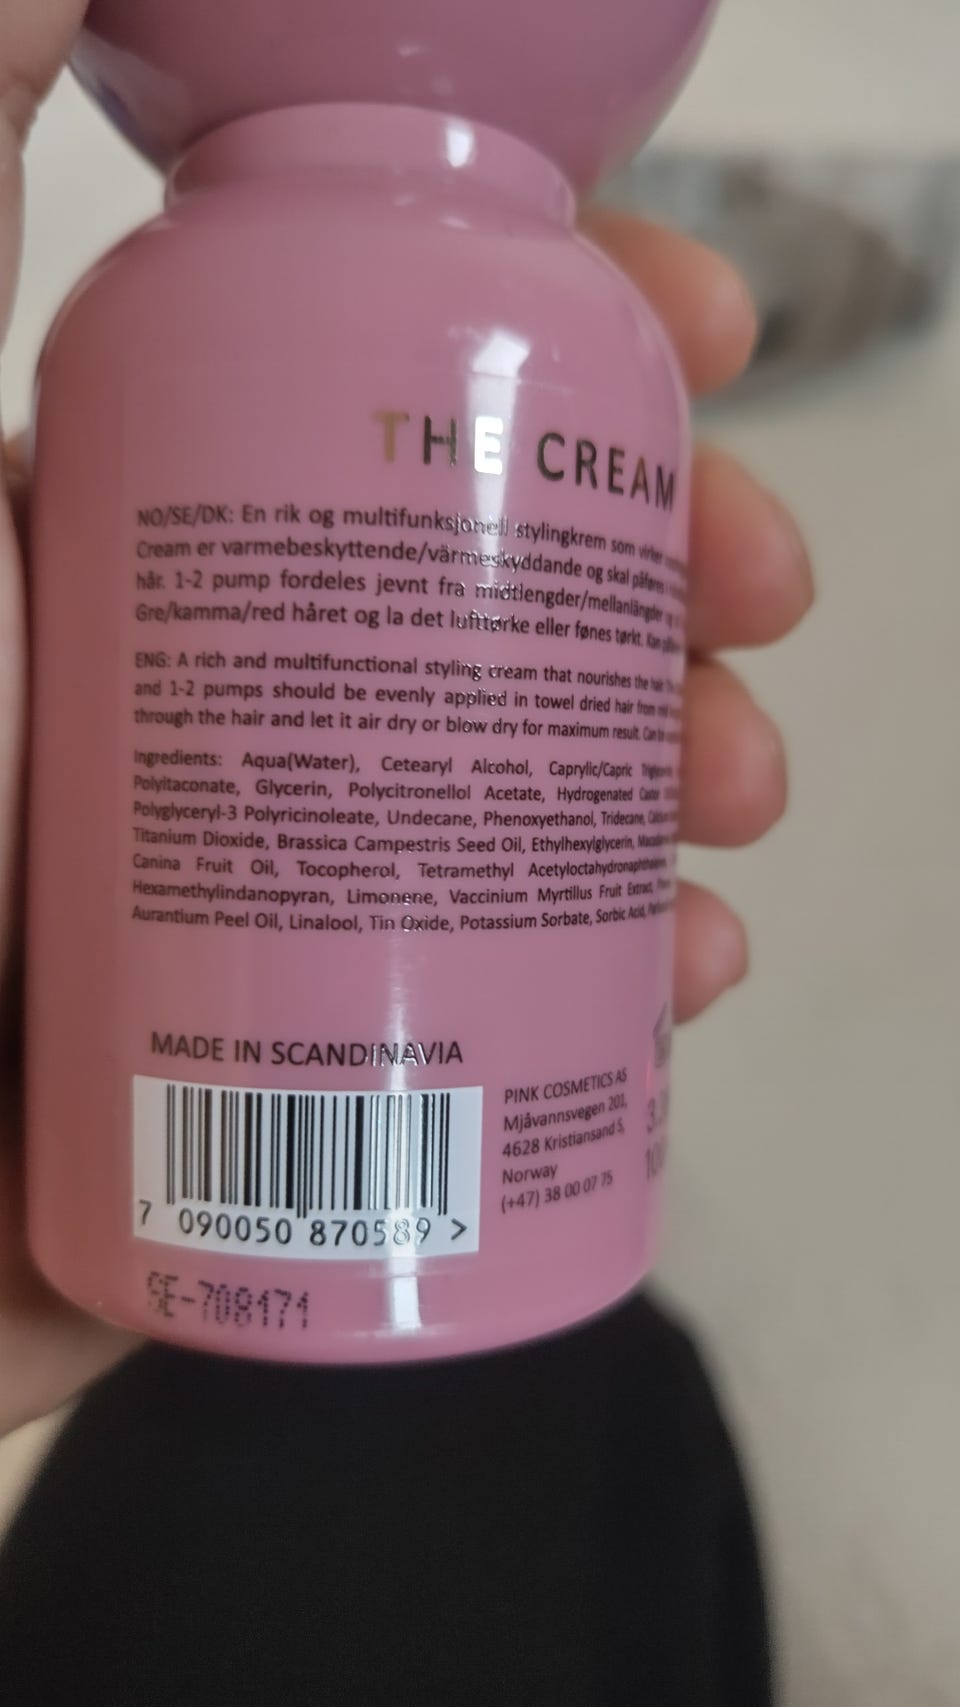 THE CREAM
NO/SE/DK: En rik og multifunksjonell stylingkrem som virker
Cream er varmebeskyttende/värmeskyddande og skal påføres i
hår. 1-2 pump fordeles jevnt fra midtlengder/mellanlängder og
Gre/kamma/red håret og la det lufttørke eller fønes tørkt. Kan
ENG: A rich and multifunctional styling cream that nourishes the hair
and 1-2 pumps should be evenly applied in towel dried hair from mid
through the hair and let it air dry or blow dry for maximum result. Can be
Ingredients: Aqua(Water), Cetearyl Alcohol, Caprylic/Capric
Polyitaconate, Glycerin, Polycitronellol Acetate, Hydrogenated Castor
Polyglyceryl-3 Polyricinoleate, Undecane, Phenoxyethanol, Tridecane,
Titanium Dioxide, Brassica Campestris Seed Oil, Ethylhexylglycerin,
Canina Fruit Oil, Tocopherol, Tetramethyl Acetyloctahydronaphthalenes,
Hexamethylindanopyran, Limonene, Vaccinium Myrtillus Fruit Extract,
Aurantium Peel Oil, Linalool, Tin Oxide, Potassium Sorbate, Sorbic Acid,
MADE IN SCANDINAVIA
PINK COSMETICS AS
Mjåvannsvegen 201,
4628 Kristiansand S,
Norway
(+47) 38 00 07 75
7 090050 870589 >
SE-708171